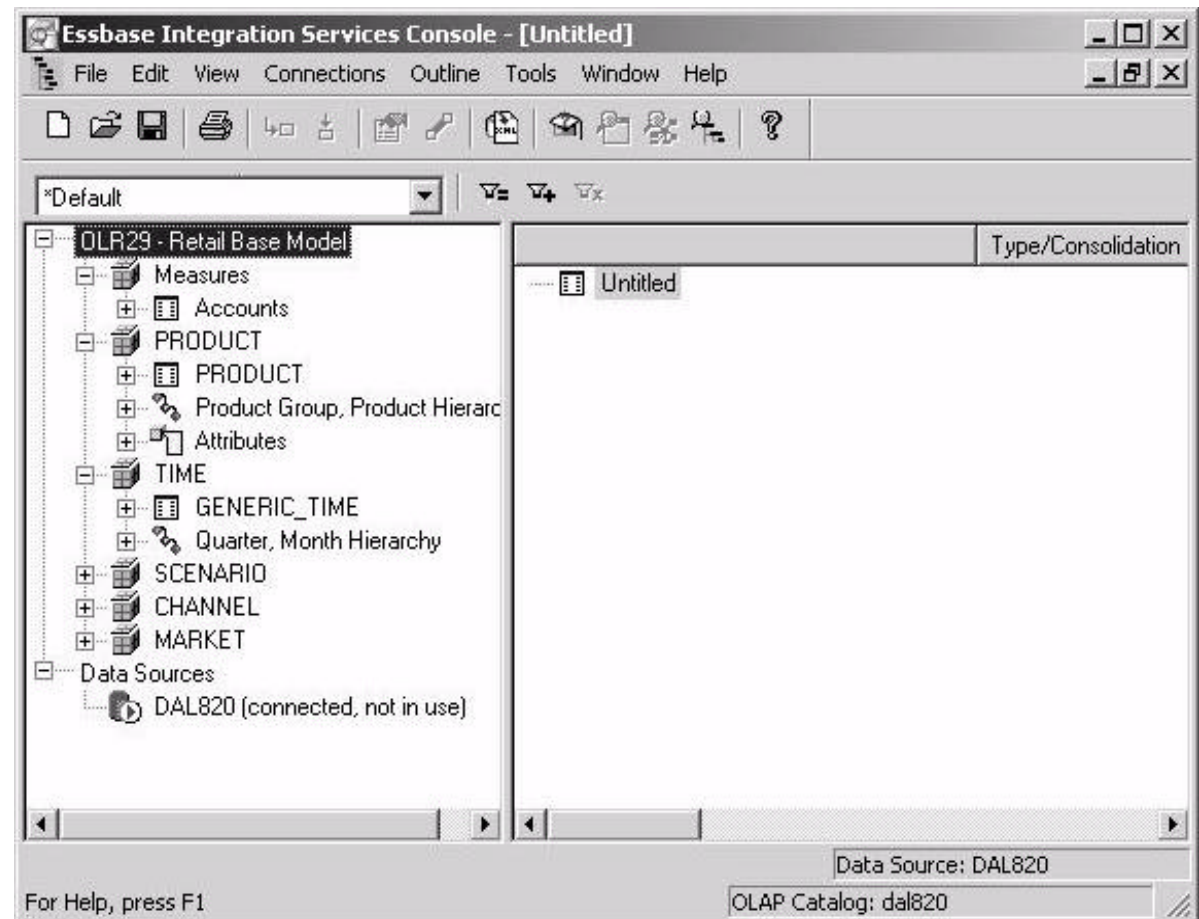 Essbase Integration Services Console - [Untitled]
File Edit View Connections Outline Tools Window Help
XML
*Default
OLR29 - Retail Base Model
Measures
Accounts
PRODUCT
PRODUCT
Product Group, Product Hierarc
Attributes
TIME
GENERIC_TIME
Quarter, Month Hierarchy
SCENARIO
CHANNEL
MARKET
Data Sources
DAL820 (connected, not in use)
Type/Consolidation
Untitled
Data Source: DAL820
For Help, press F1
OLAP Catalog: dal820